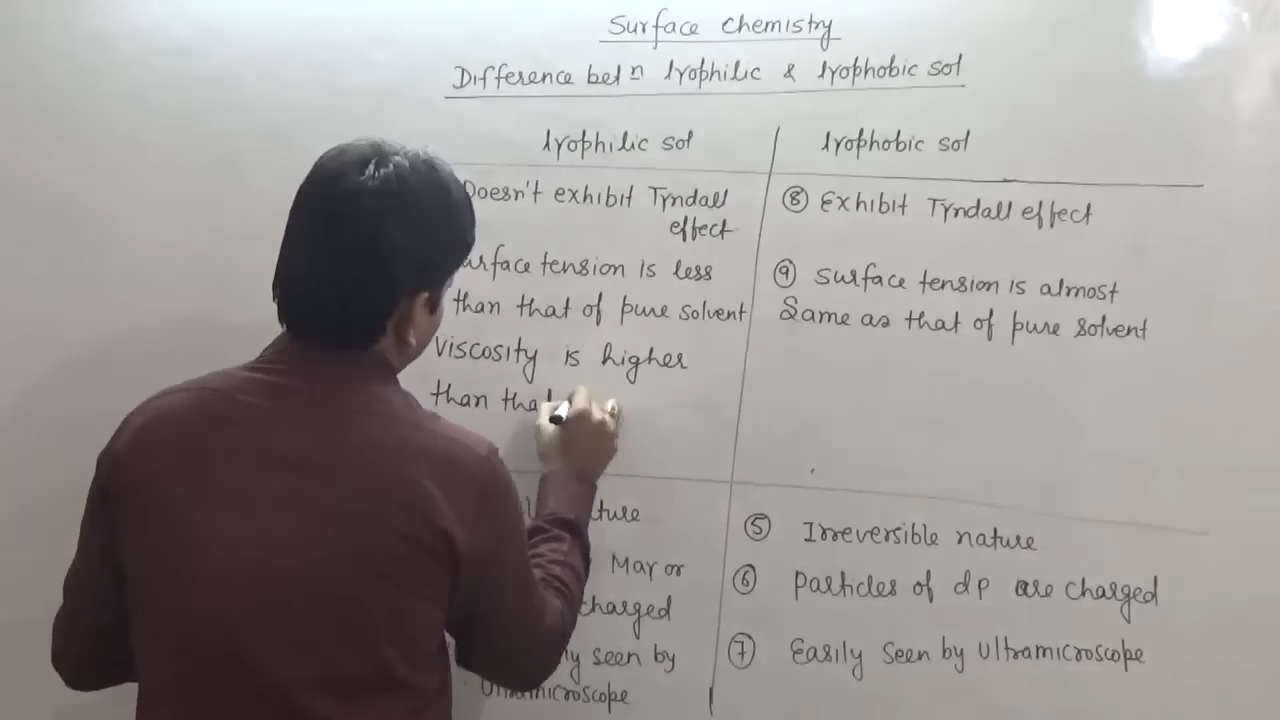 Surface Chemistry
Difference betn lyophilic & lyophobic sol
lyophilic sol
lyophobic sol
Doesn't exhibit Tyndall
effect
urface tension is less
than that of pure solvent
Viscosity is higher
than tha
⑧ Exhibit Tyndall effect
⑨ Surface tension is almost
Same as that of pure solvent
ture
May or
charged
ly seen by
Ultramicroscope
⑤ Irreversible nature
⑥ Particles of dp are charged
⑦ Easily seen by Ultramicroscope